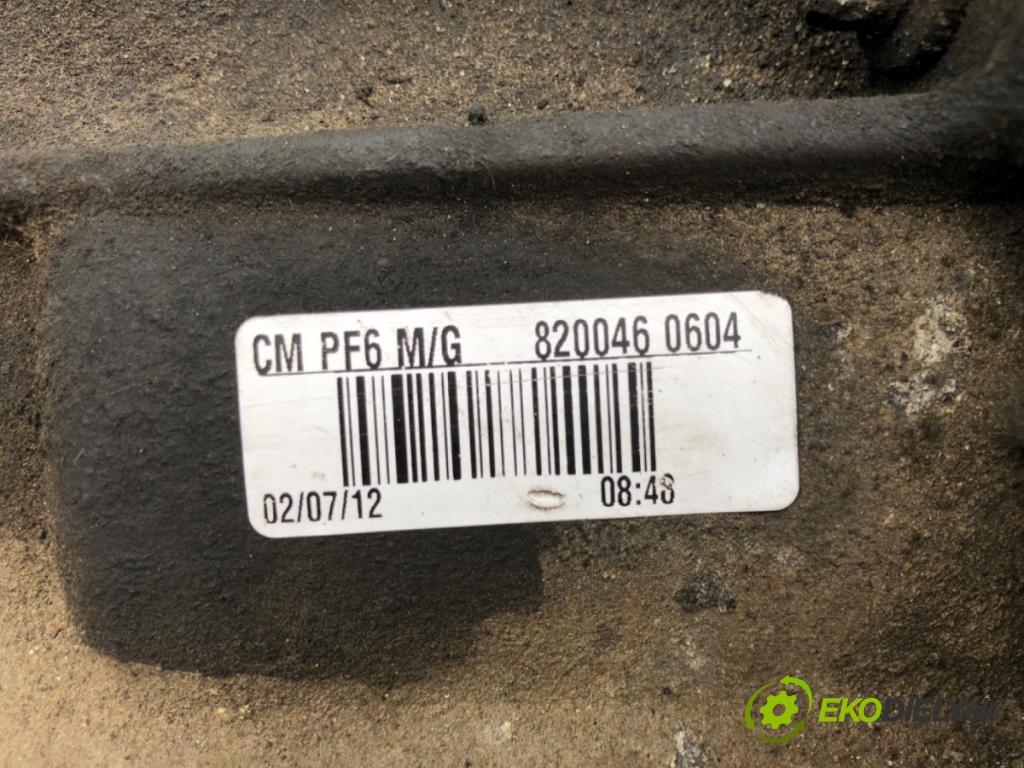 CM PF6 M/G 820046 0604
02/07/12 08:48
EKODIELY.sk